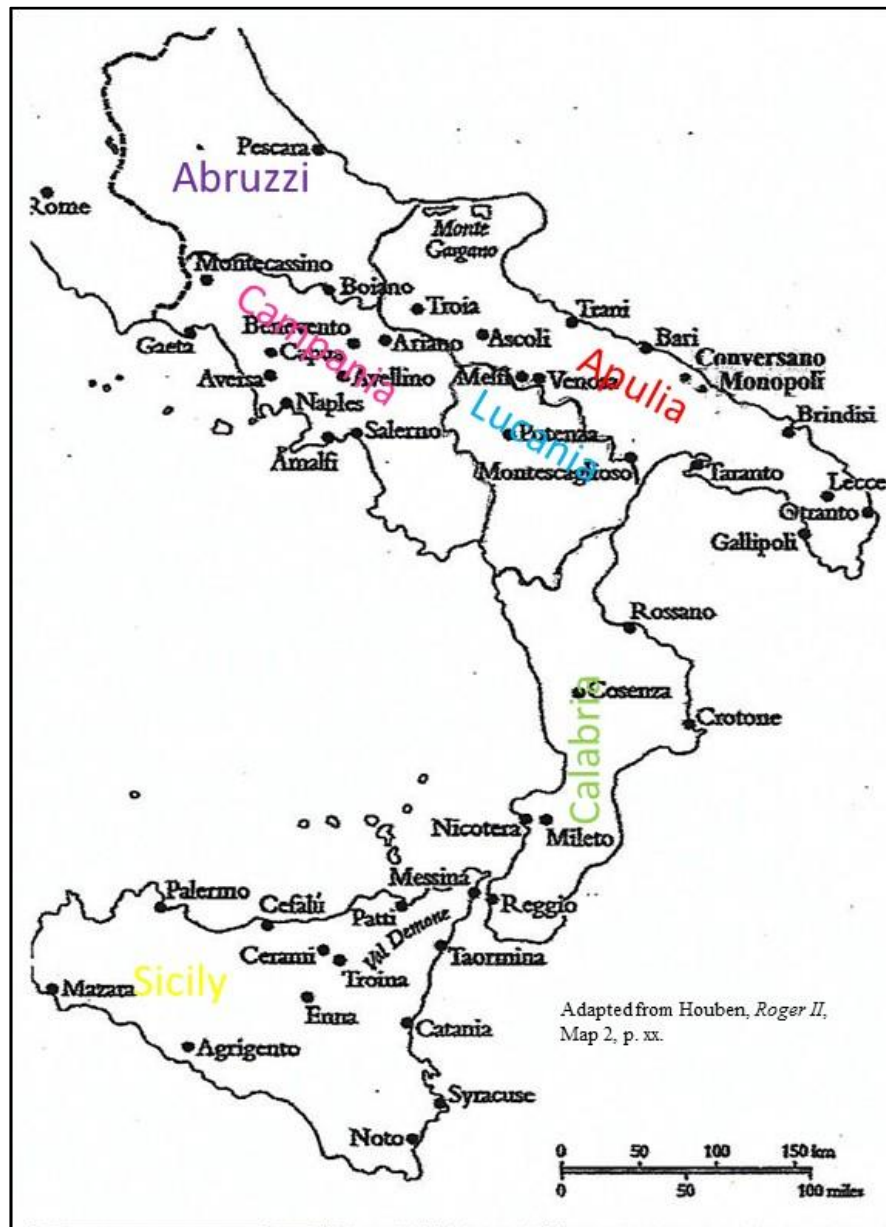 Pescara
Abruzzi
Rome
Monte
Gargano
Montecassino
Boiano
Troia
Trani
Campania
Benevento
Ariano
Ascoli
Bari
Gaeta
Capua
Conversano
Aversa
Avellino
Melfi
Venosa
Apulia
Monopoli
Naples
Lucania
Brindisi
Salerno
Potenza
Amalfi
Montescaglioso
Taranto
Lecce
Otranto
Gallipoli
Rossano
Cosenza
Crotone
Calabria
Nicotera
Mileto
Messina
Palermo
Cefalú
Patti
Reggio
Val Demone
Cerami
Troina
Taormina
Sicily
Mazara
Enna
Catania
Agrigento
Adapted from Houben, Roger II,
Map 2, p. xx.
Syracuse
Noto
0 50 100 150 km
0 50 100 miles